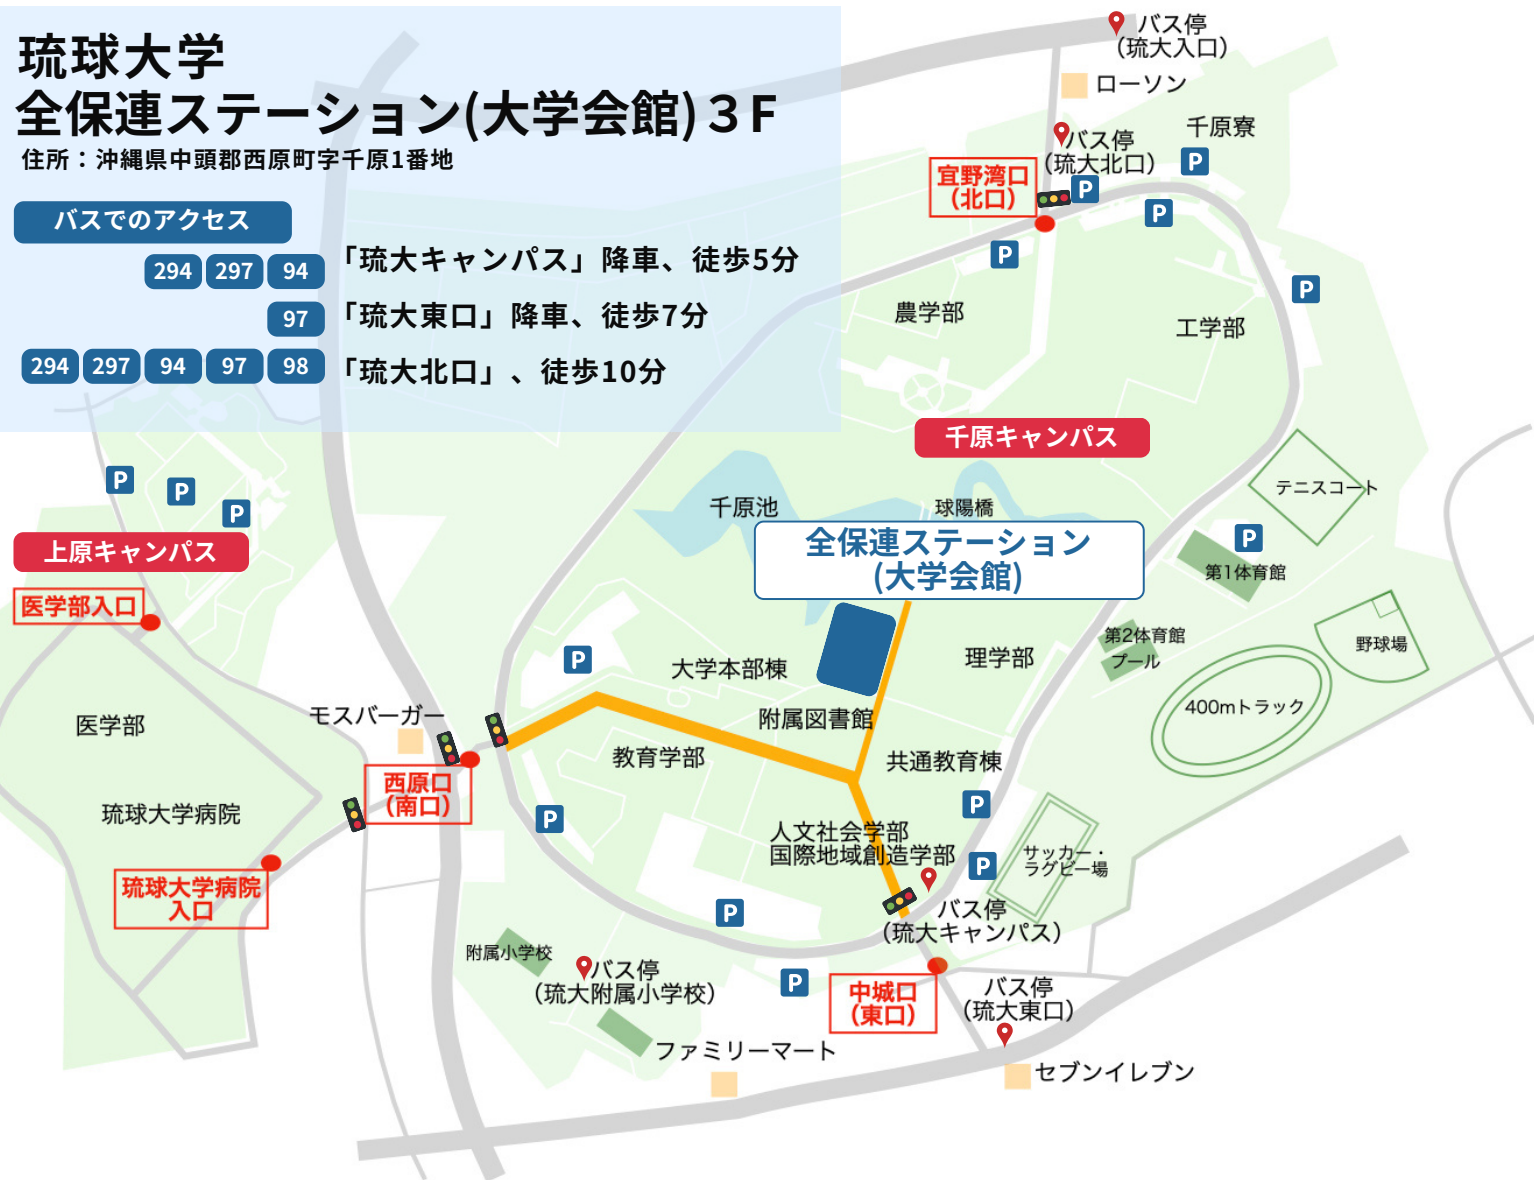 琉球大学
全保連ステーション(大学会館)３F
住所：沖縄県中頭郡西原町字千原1番地
バスでのアクセス
294 297 94 「琉大キャンパス」降車、徒歩5分
97 「琉大東口」降車、徒歩7分
294 297 94 97 98 「琉大北口」、徒歩10分
バス停
（琉大入口）
ローソン
バス停
（琉大北口）
千原寮
P
宜野湾口
（北口）
P
P
P
P
農学部
工学部
千原キャンパス
P
P
P
上原キャンパス
医学部入口
千原池
球陽橋
全保連ステーション
(大学会館)
テニスコート
P
第1体育館
第2体育館
プール
野球場
400mトラック
P
大学本部棟
理学部
附属図書館
医学部
モスバーガー
教育学部
共通教育棟
西原口
（南口）
琉球大学病院
P
P
人文社会学部
国際地域創造学部
P
サッカー・
ラグビー場
琉球大学病院
入口
P
バス停
（琉大キャンパス）
附属小学校
バス停
（琉大附属小学校）
P
中城口
（東口）
バス停
（琉大東口）
ファミリーマート
セブンイレブン